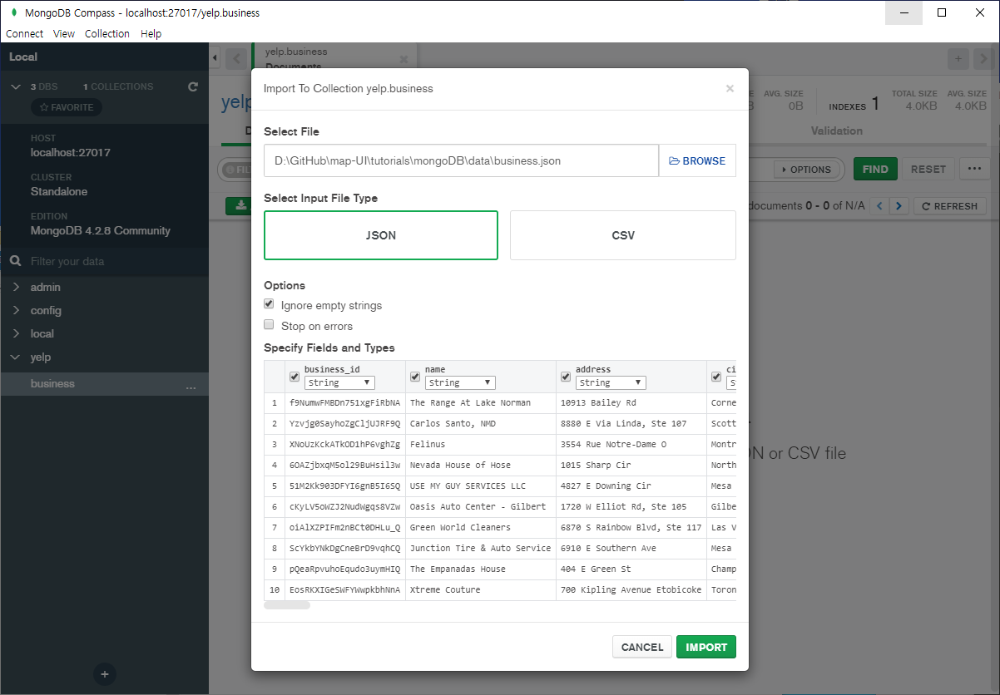 MongoDB Compass - localhost:27017/yelp.business
Connect View Collection Help
Local
3 DBS 1 COLLECTIONS
FAVORITE
HOST
localhost:27017
CLUSTER
Standalone
EDITION
MongoDB 4.2.8 Community
Filter your data
admin
config
local
yelp
business
...
yelp.business
Documents
AVG. SIZE
0B
INDEXES 1
TOTAL SIZE
4.0KB
AVG. SIZE
4.0KB
Validation
OPTIONS
FIND
RESET
documents 0 - 0 of N/A
REFRESH
or CSV file
Import To Collection yelp.business
Select File
D:\GitHub\map-UI\tutorials\mongoDB\data\business.json
BROWSE
Select Input File Type
JSON
CSV
Options
Ignore empty strings
Stop on errors
Specify Fields and Types
business_id name address ci
String String String
1 f9NumwFMBDn751xgFiRbNA The Range At Lake Norman 10913 Bailey Rd Corne
2 Yzvjg0SayhoZgCljUJRF9Q Carlos Santo, NMD 8880 E Via Linda, Ste 107 Scott
3 XNoUzKckATkOD1hP6vghZg Felinus 3554 Rue Notre-Dame O Montr
4 6OAZjbxqM5ol29BuHsil3w Nevada House of Hose 1015 Sharp Cir North
5 51M2Kk903DFYI6gnB5I6SQ USE MY GUY SERVICES LLC 4827 E Downing Cir Mesa
6 cKyLV5oWZJ2NudWgqs8VZw Oasis Auto Center - Gilbert 1720 W Elliot Rd, Ste 105 Gilbe
7 oiAlXZPIFm2nBCt0DHLu_Q Green World Cleaners 6870 S Rainbow Blvd, Ste 117 Las V
8 ScYkbYNkDgCneBrD9vqhCQ Junction Tire & Auto Service 6910 E Southern Ave Mesa
9 pQeaRpvuhoEqudo3uymHIQ The Empanadas House 404 E Green St Champ
10 EosRKXIGeSWFYWwpkbhNnA Xtreme Couture 700 Kipling Avenue Etobicoke Toron
CANCEL
IMPORT